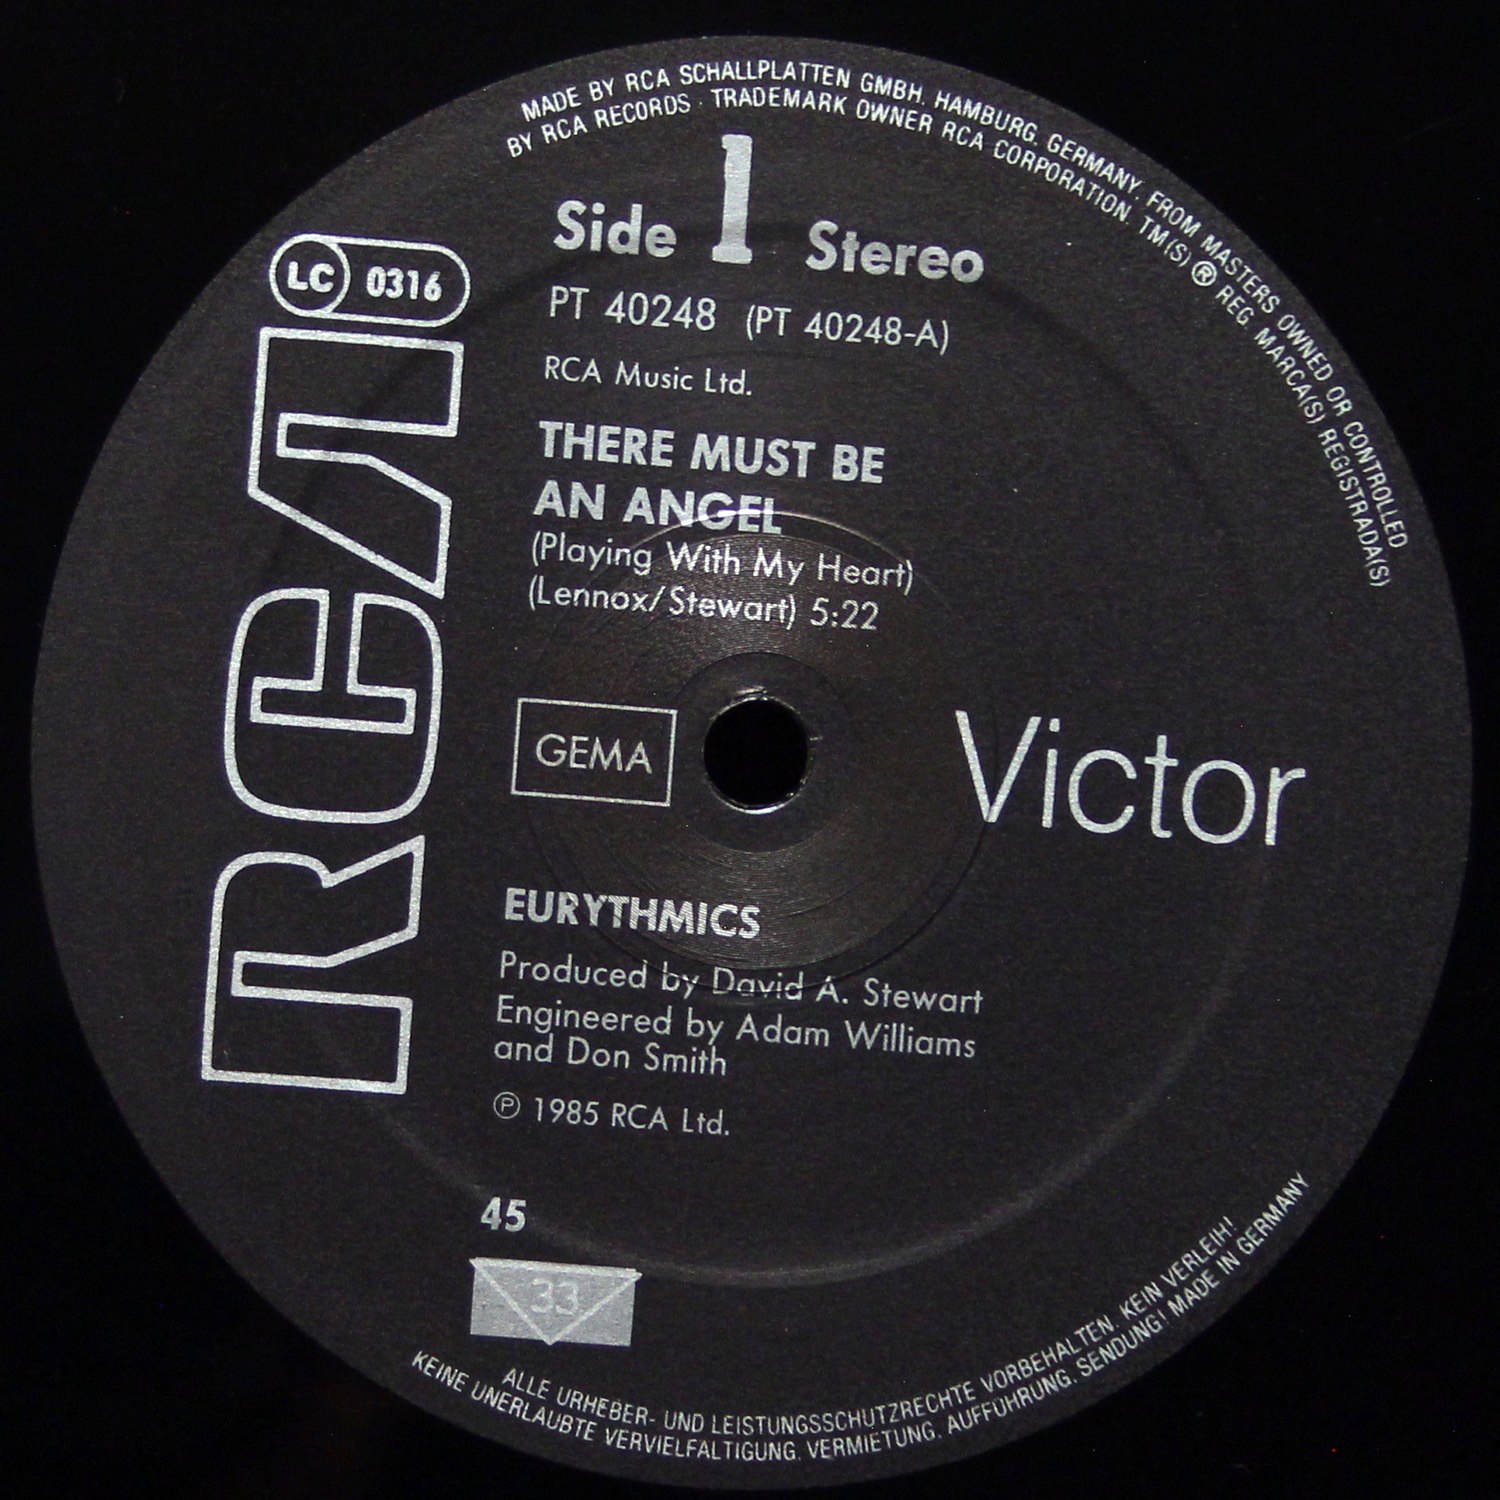 MADE BY RCA SCHALLPLATTEN GMBH. HAMBURG. GERMANY. FROM MASTERS OWNED OR CONTROLLED
BY RCA RECORDS · TRADEMARK OWNER RCA CORPORATION. TM(S) ® REG. MARCA(S) REGISTRADA(S)
Side 1 Stereo
LC 0316
PT 40248 (PT 40248-A)
RCA Music Ltd.
THERE MUST BE
AN ANGEL
(Playing With My Heart)
(Lennox/Stewart) 5:22
RCA
GEMA
Victor
EURYTHMICS
Produced by David A. Stewart
Engineered by Adam Williams
and Don Smith
℗ 1985 RCA Ltd.
45
33
ALLE URHEBER- UND LEISTUNGSSCHUTZRECHTE VORBEHALTEN. KEIN VERLEIH!
KEINE UNERLAUBTE VERVIELFÄLTIGUNG. VERMIETUNG. AUFFÜHRUNG. SENDUNG! MADE IN GERMANY